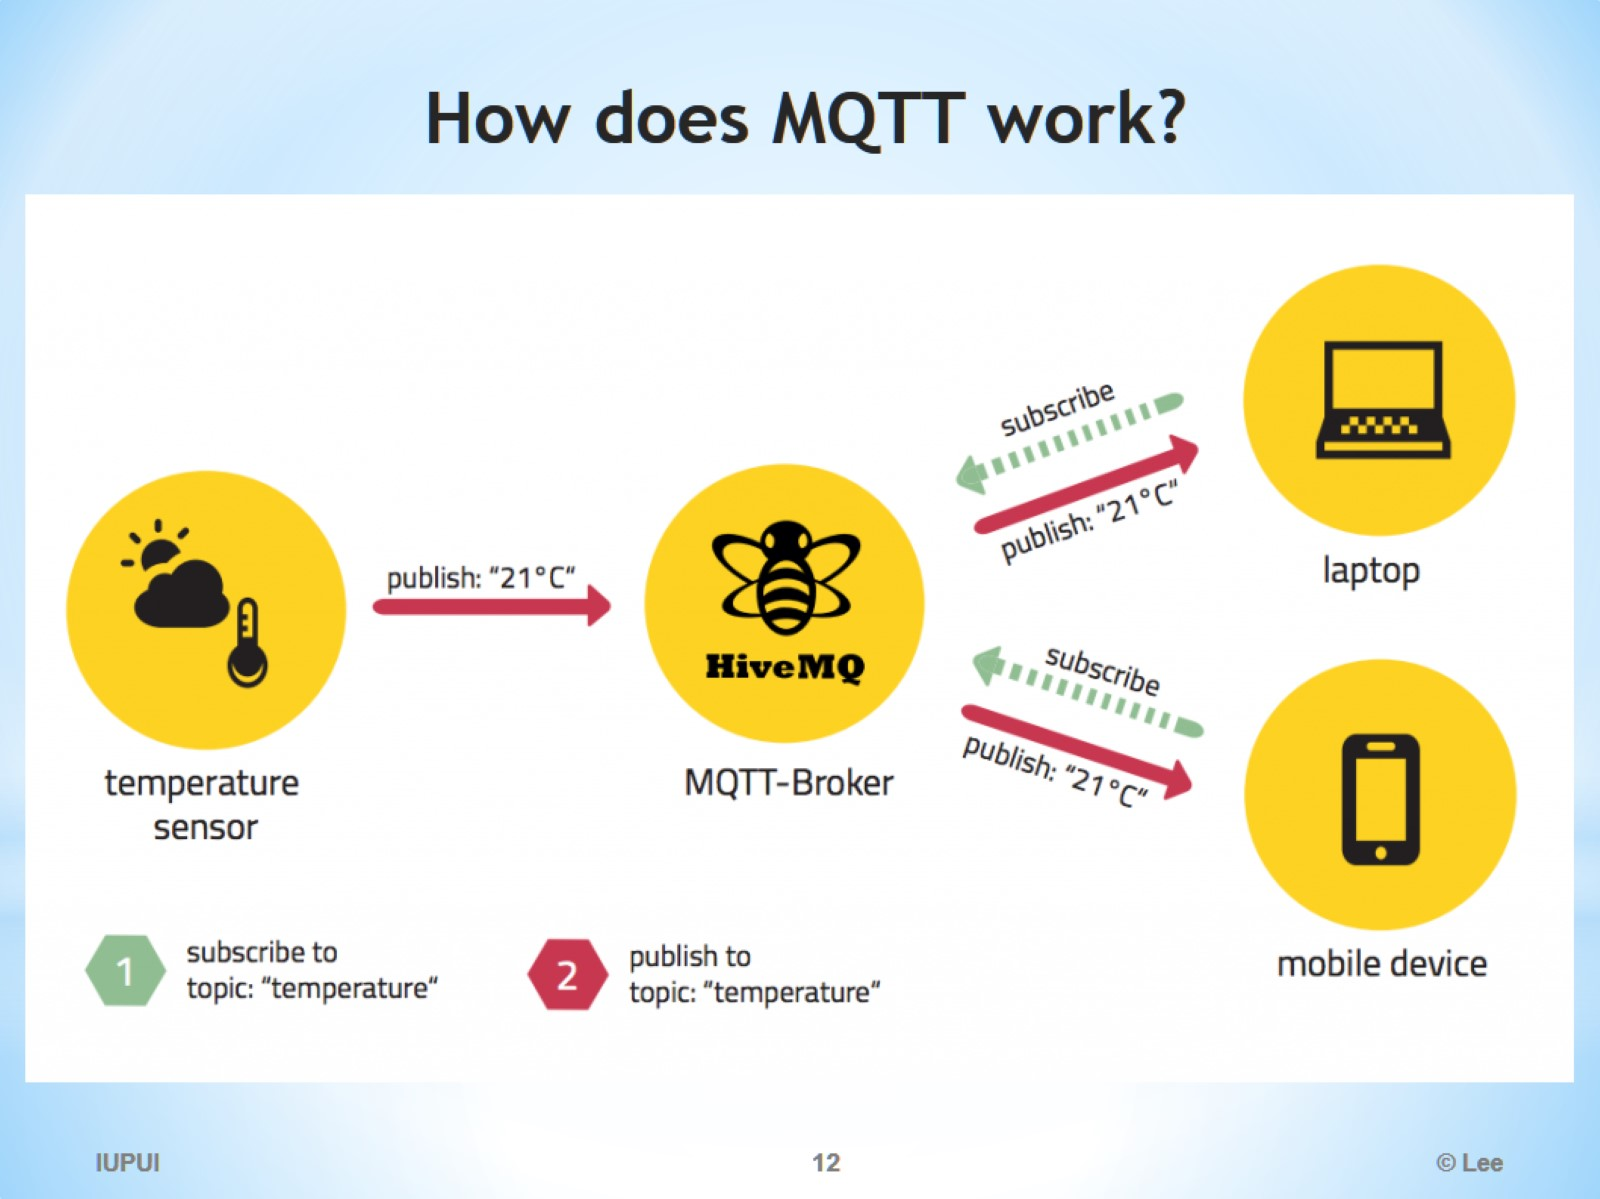 How does MQTT work?
subscribe
publish: “21°C“
laptop
publish: “21°C“
HiveMQ
subscribe
publish: “21°C“
temperature
sensor
MQTT-Broker
mobile device
1
subscribe to
topic: “temperature“
2
publish to
topic: “temperature“
IUPUI
12
© Lee